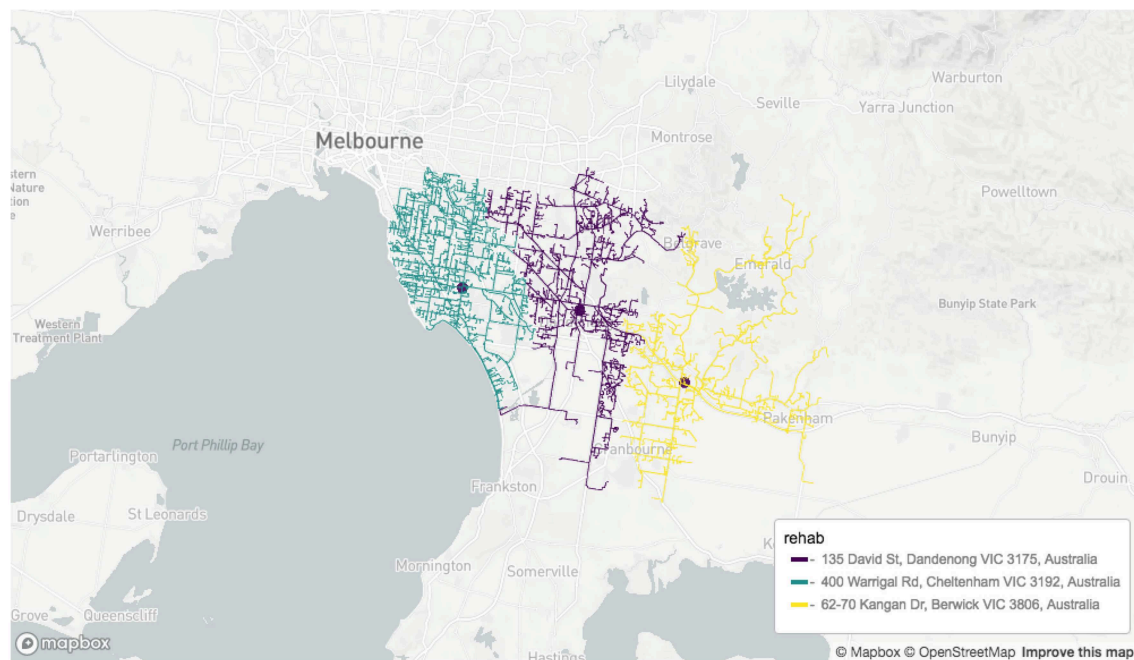 Lilydale
Warburton
Seville
Yarra Junction
Melbourne
Montrose
stern
Nature
tion
e
Powelltown
Werribee
Belgrave
Emerald
Bunyip State Park
Western
Treatment Plant
Pakenham
Port Phillip Bay
Bunyip
Portarlington
Cranbourne
Drouin
Frankston
Drysdale
St Leonards
rehab
- 135 David St, Dandenong VIC 3175, Australia
- 400 Warrigal Rd, Cheltenham VIC 3192, Australia
- 62-70 Kangan Dr, Berwick VIC 3806, Australia
Mornington
Somerville
Grove
Queenscliff
mapbox
Hastings
© Mapbox © OpenStreetMap Improve this map